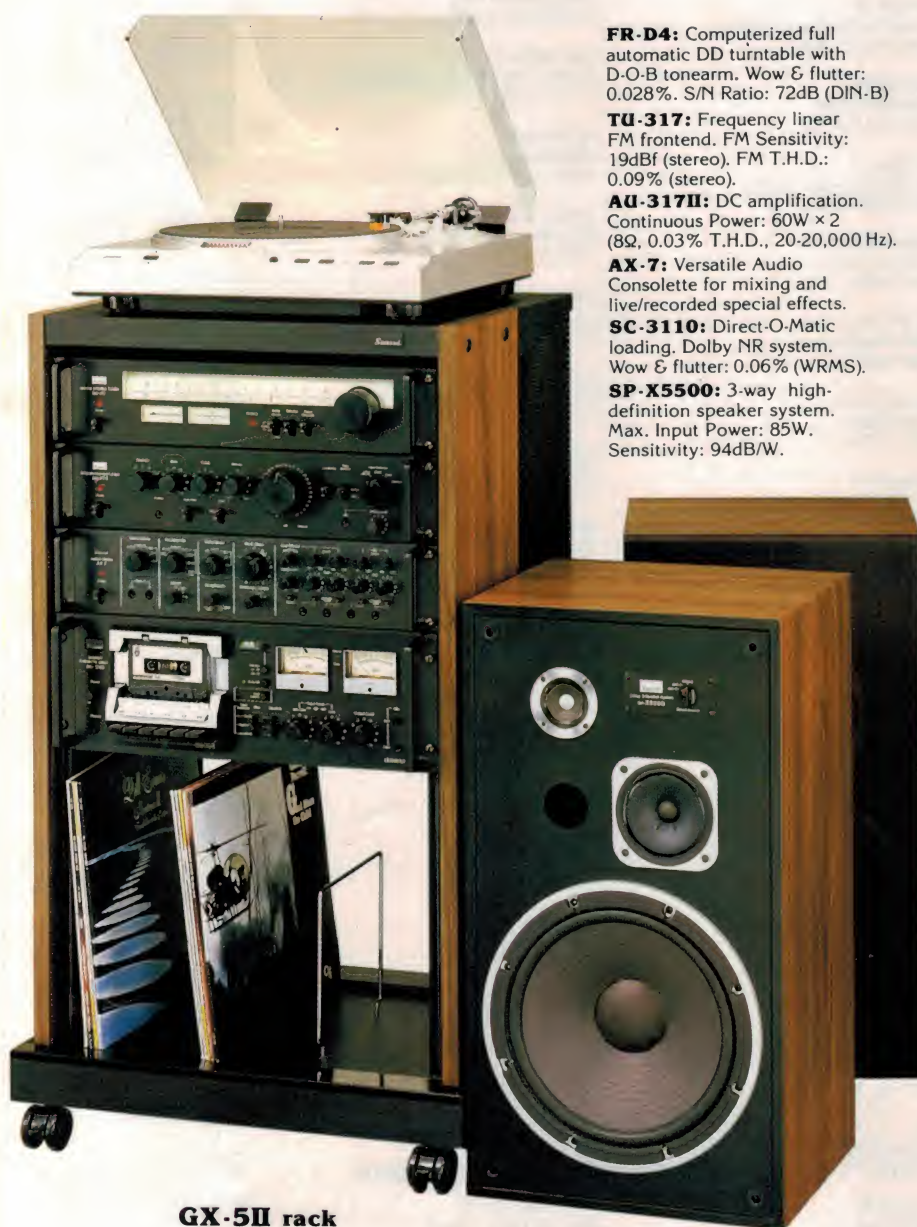 FR-D4: Computerized full
automatic DD turntable with
D-O-B tonearm. Wow & flutter:
0.028%. S/N Ratio: 72dB (DIN-B)
TU-317: Frequency linear
FM frontend. FM Sensitivity:
19dBf (stereo). FM T.H.D.:
0.09% (stereo).
AU-317II: DC amplification.
Continuous Power: 60W × 2
(8Ω, 0.03% T.H.D., 20-20,000 Hz).
AX-7: Versatile Audio
Consolette for mixing and
live/recorded special effects.
SC-3110: Direct-O-Matic
loading. Dolby NR system.
Wow & flutter: 0.06% (WRMS).
SP-X5500: 3-way high-
definition speaker system.
Max. Input Power: 85W.
Sensitivity: 94dB/W.
Sansui
GX-5II rack